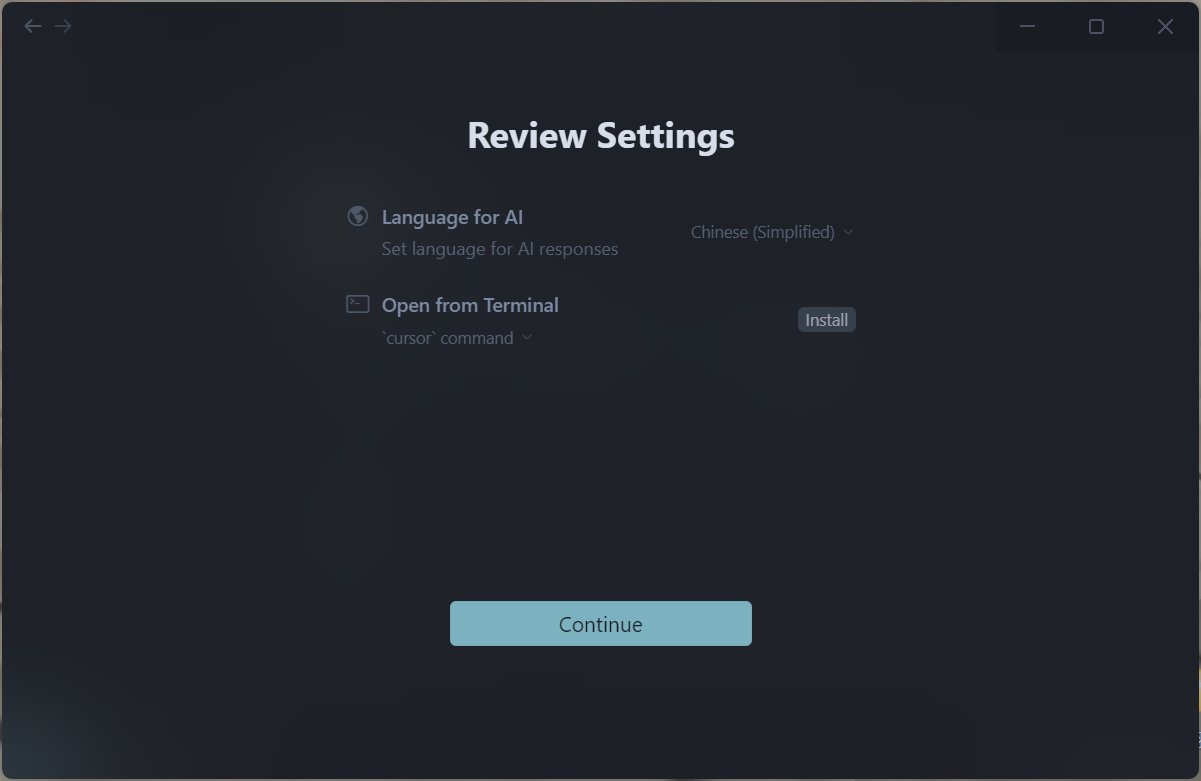 Review Settings
Language for AI
Set language for AI responses
Chinese (Simplified)
Open from Terminal
`cursor` command
Install
Continue